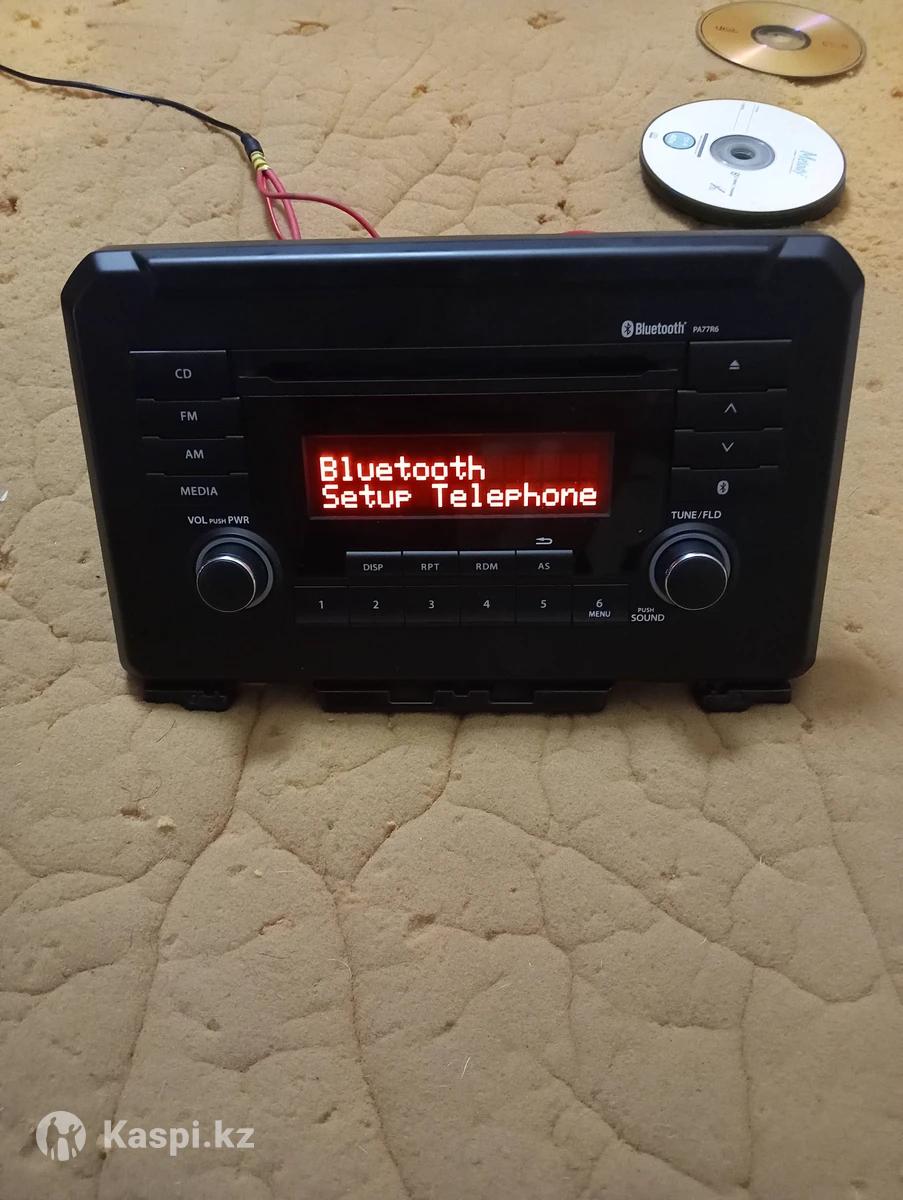 Melody
Bluetooth PA77R6
CD
FM
AM
MEDIA
VOL PUSH PWR
TUNE/FLD
Bluetooth
Setup Telephone
DISP RPT RDM AS
1 2 3 4 5 6
MENU
PUSH
SOUND
Kaspi.kz